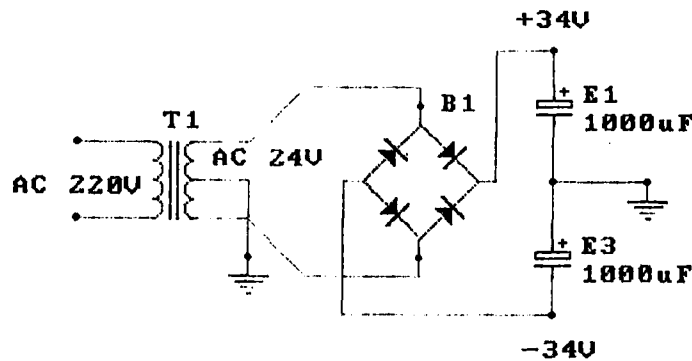 +34V
B1
E1
1000uF
T1
AC 24V
AC 220V
E3
1000uF
-34V